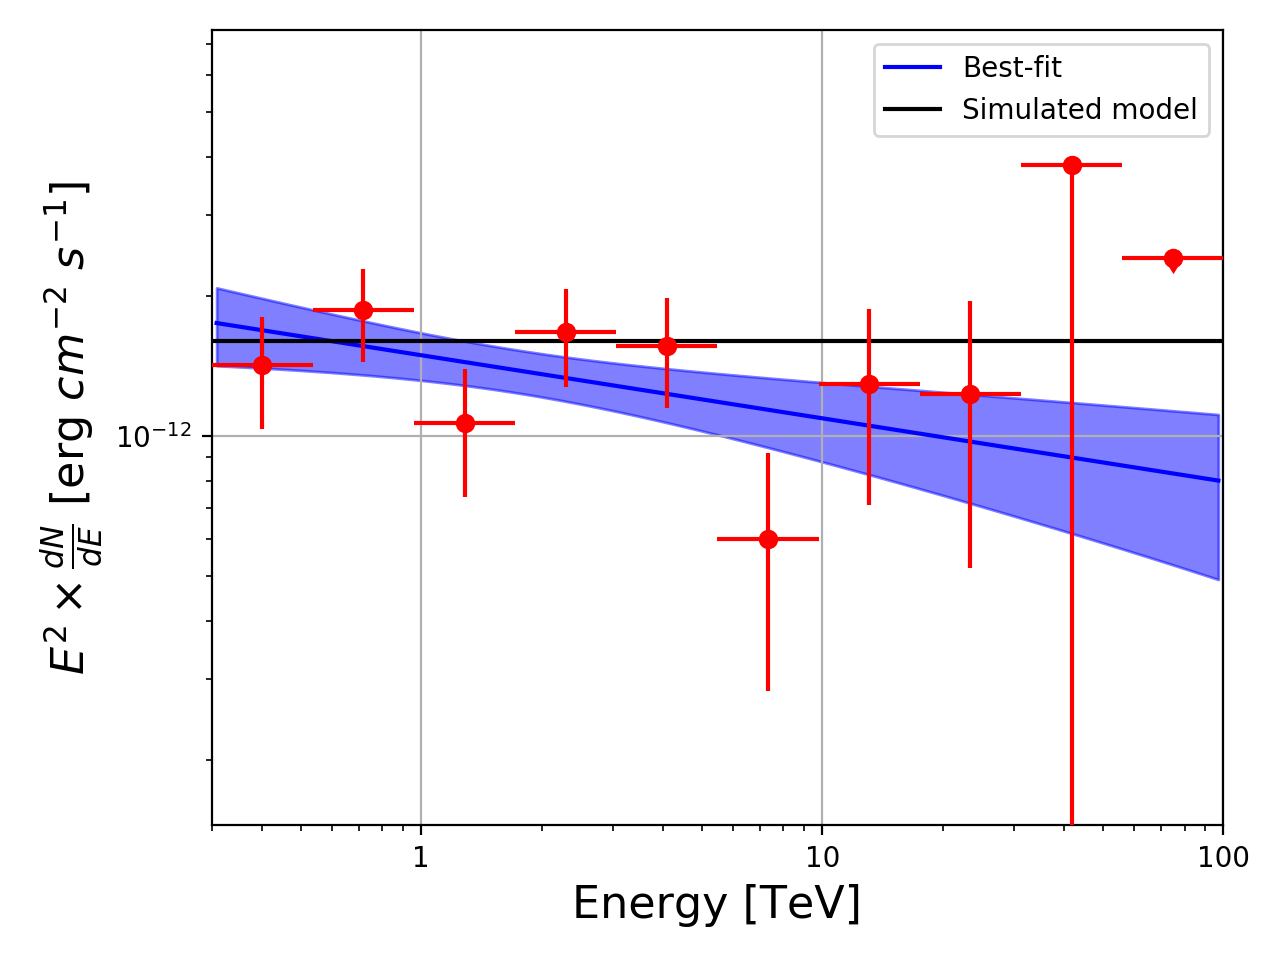 Best-fit
Simulated model
E² × dN/dE [erg cm⁻² s⁻¹]
10⁻¹²
1
10
100
Energy [TeV]